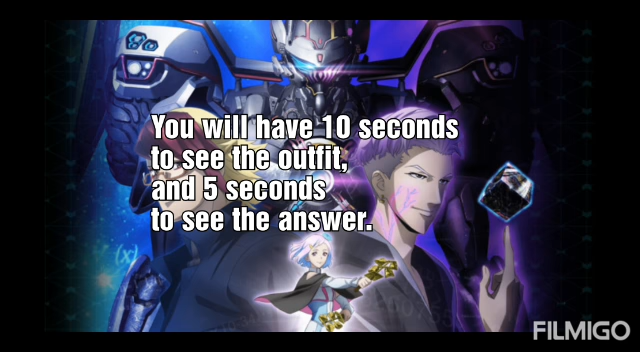 You will have 10 seconds
to see the outfit,
and 5 seconds
to see the answer.
(x)
FILMIGO